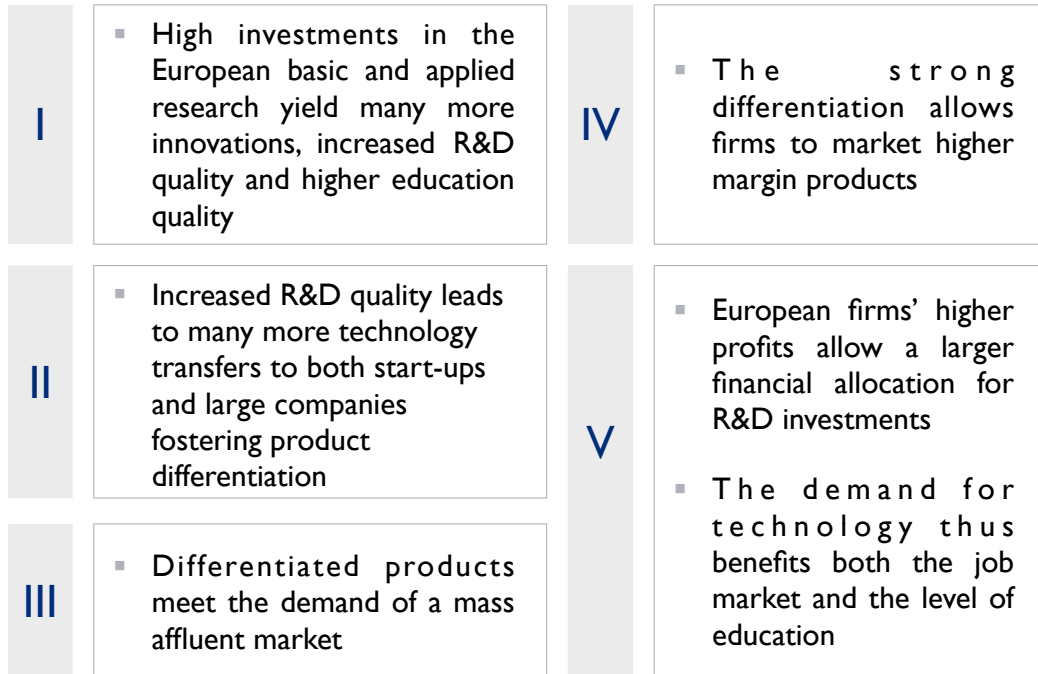 I
High investments in the
European basic and applied
research yield many more
innovations, increased R&D
quality and higher education
quality
II
Increased R&D quality leads
to many more technology
transfers to both start-ups
and large companies
fostering product
differentiation
III
Differentiated products
meet the demand of a mass
affluent market
IV
The strong
differentiation allows
firms to market higher
margin products
V
European firms’ higher
profits allow a larger
financial allocation for
R&D investments
The demand for
technology thus
benefits both the job
market and the level of
education